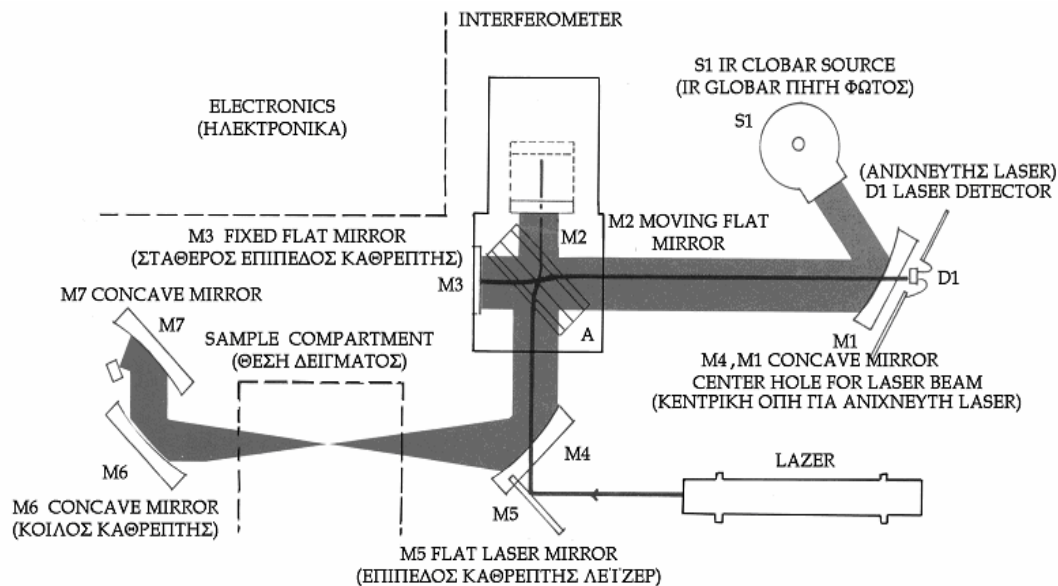 INTERFEROMETER
ELECTRONICS
(ΗΛΕΚΤΡΟΝΙΚΑ)
S1 IR CLOBAR SOURCE
(IR GLOBAR ΠΗΓΗ ΦΩΤΟΣ)
S1
(ΑΝΙΧΝΕΥΤΗΣ LASER)
D1 LASER DETECTOR
M3 FIXED FLAT MIRROR
(ΣΤΑΘΕΡΟΣ ΕΠΙΠΕΔΟΣ ΚΑΘΡΕΠΤΗΣ)
M2
M2 MOVING FLAT
MIRROR
M3
D1
M7 CONCAVE MIRROR
M7
SAMPLE COMPARTMENT
(ΘΕΣΗ ΔΕΙΓΜΑΤΟΣ)
A
M1
M4 ,M1 CONCAVE MIRROR
CENTER HOLE FOR LASER BEAM
(ΚΕΝΤΡΙΚΗ ΟΠΗ ΓΙΑ ΑΝΙΧΝΕΥΤΗ LASER)
M4
M6
LAZER
M5
M6 CONCAVE MIRROR
(ΚΟΙΛΟΣ ΚΑΘΡΕΠΤΗΣ)
M5 FLAT LASER MIRROR
(ΕΠΙΠΕΔΟΣ ΚΑΘΡΕΠΤΗΣ ΛΕΪΖΕΡ)